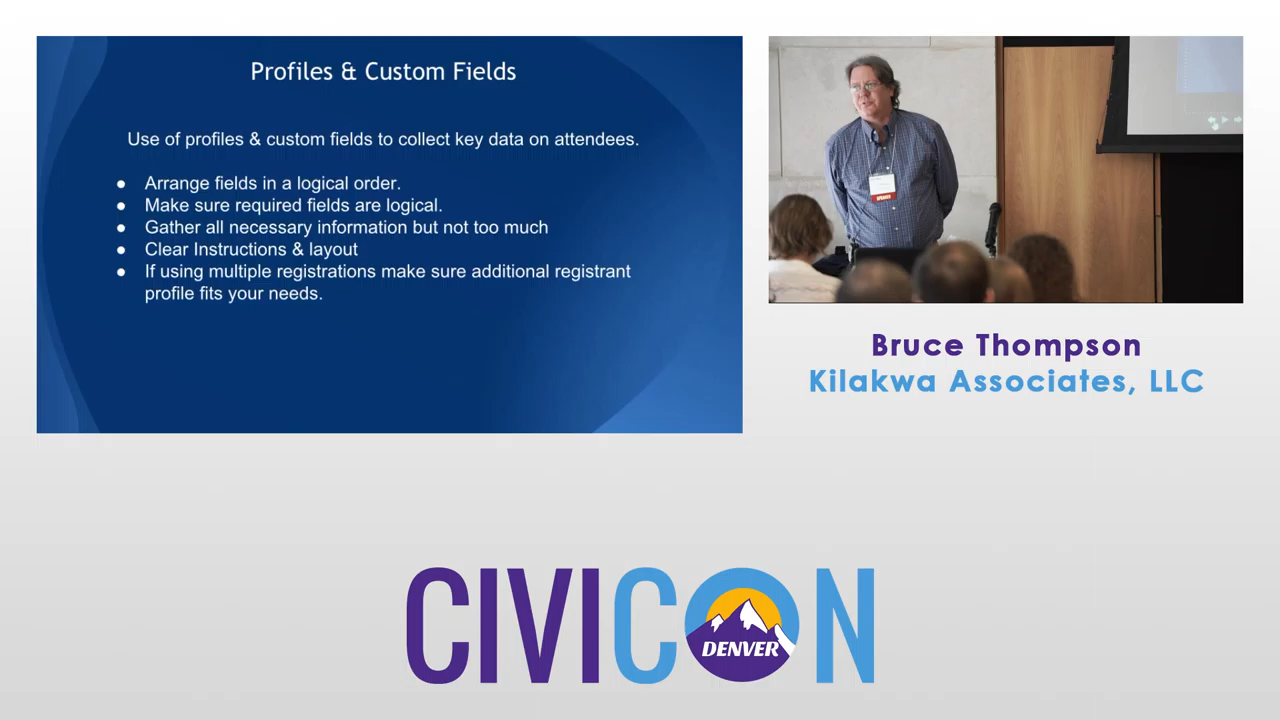 Profiles & Custom Fields
Use of profiles & custom fields to collect key data on attendees.
● Arrange fields in a logical order.
● Make sure required fields are logical.
● Gather all necessary information but not too much
● Clear Instructions & layout
● If using multiple registrations make sure additional registrant
profile fits your needs.
Bruce Thompson
Kilakwa Associates, LLC
CIVICON
DENVER